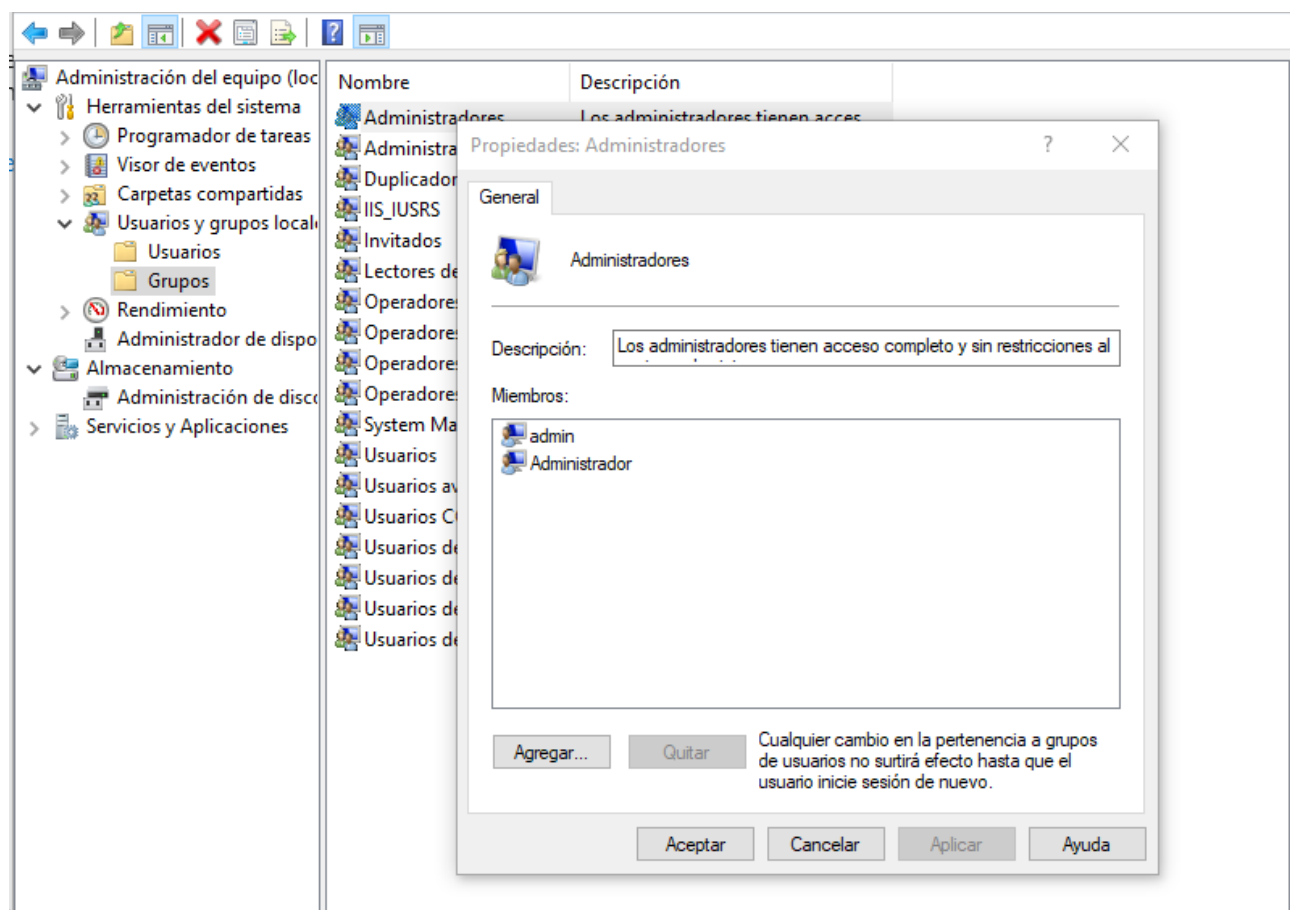 Administración del equipo (loc
Herramientas del sistema
Programador de tareas
Visor de eventos
Carpetas compartidas
Usuarios y grupos local
Usuarios
Grupos
Rendimiento
Administrador de dispo
Almacenamiento
Administración de disc
Servicios y Aplicaciones
Nombre Descripción
Administradores Los administradores tienen acces
Administra
Duplicador
IIS_IUSRS
Invitados
Lectores de
Operadores
Operadores
Operadores
Operadores
System Ma
Usuarios
Usuarios av
Usuarios C
Usuarios de
Usuarios de
Usuarios de
Usuarios de
Propiedades: Administradores
General
Administradores
Descripción: Los administradores tienen acceso completo y sin restricciones al
Miembros:
admin
Administrador
Agregar... Quitar
Cualquier cambio en la pertenencia a grupos
de usuarios no surtirá efecto hasta que el
usuario inicie sesión de nuevo.
Aceptar Cancelar Aplicar Ayuda